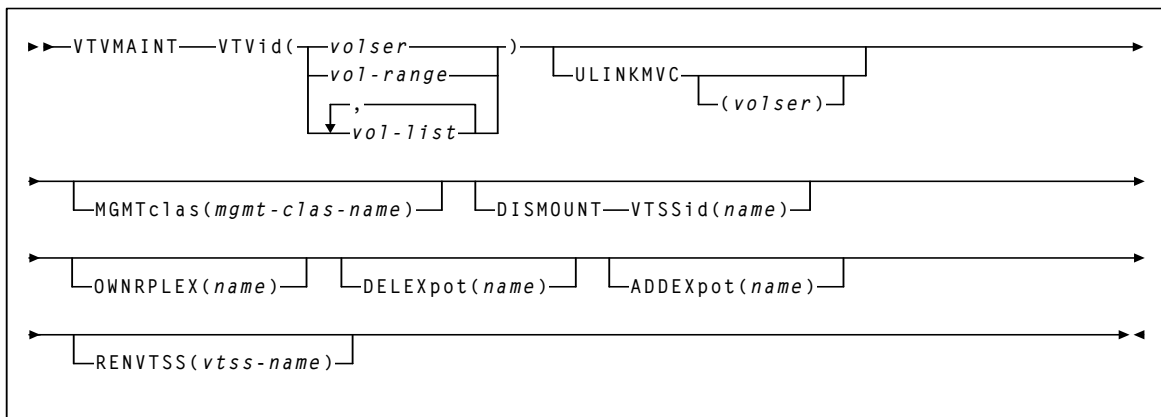 VTVMAINT VTVid( volser )
vol-range
,
vol-list
ULINKMVC
(volser)
MGMTclas(mgmt-clas-name) DISMOUNT VTSSid(name)
OWNRPLEX(name) DELEXpot(name) ADDEXpot(name)
RENVTSS(vtss-name)